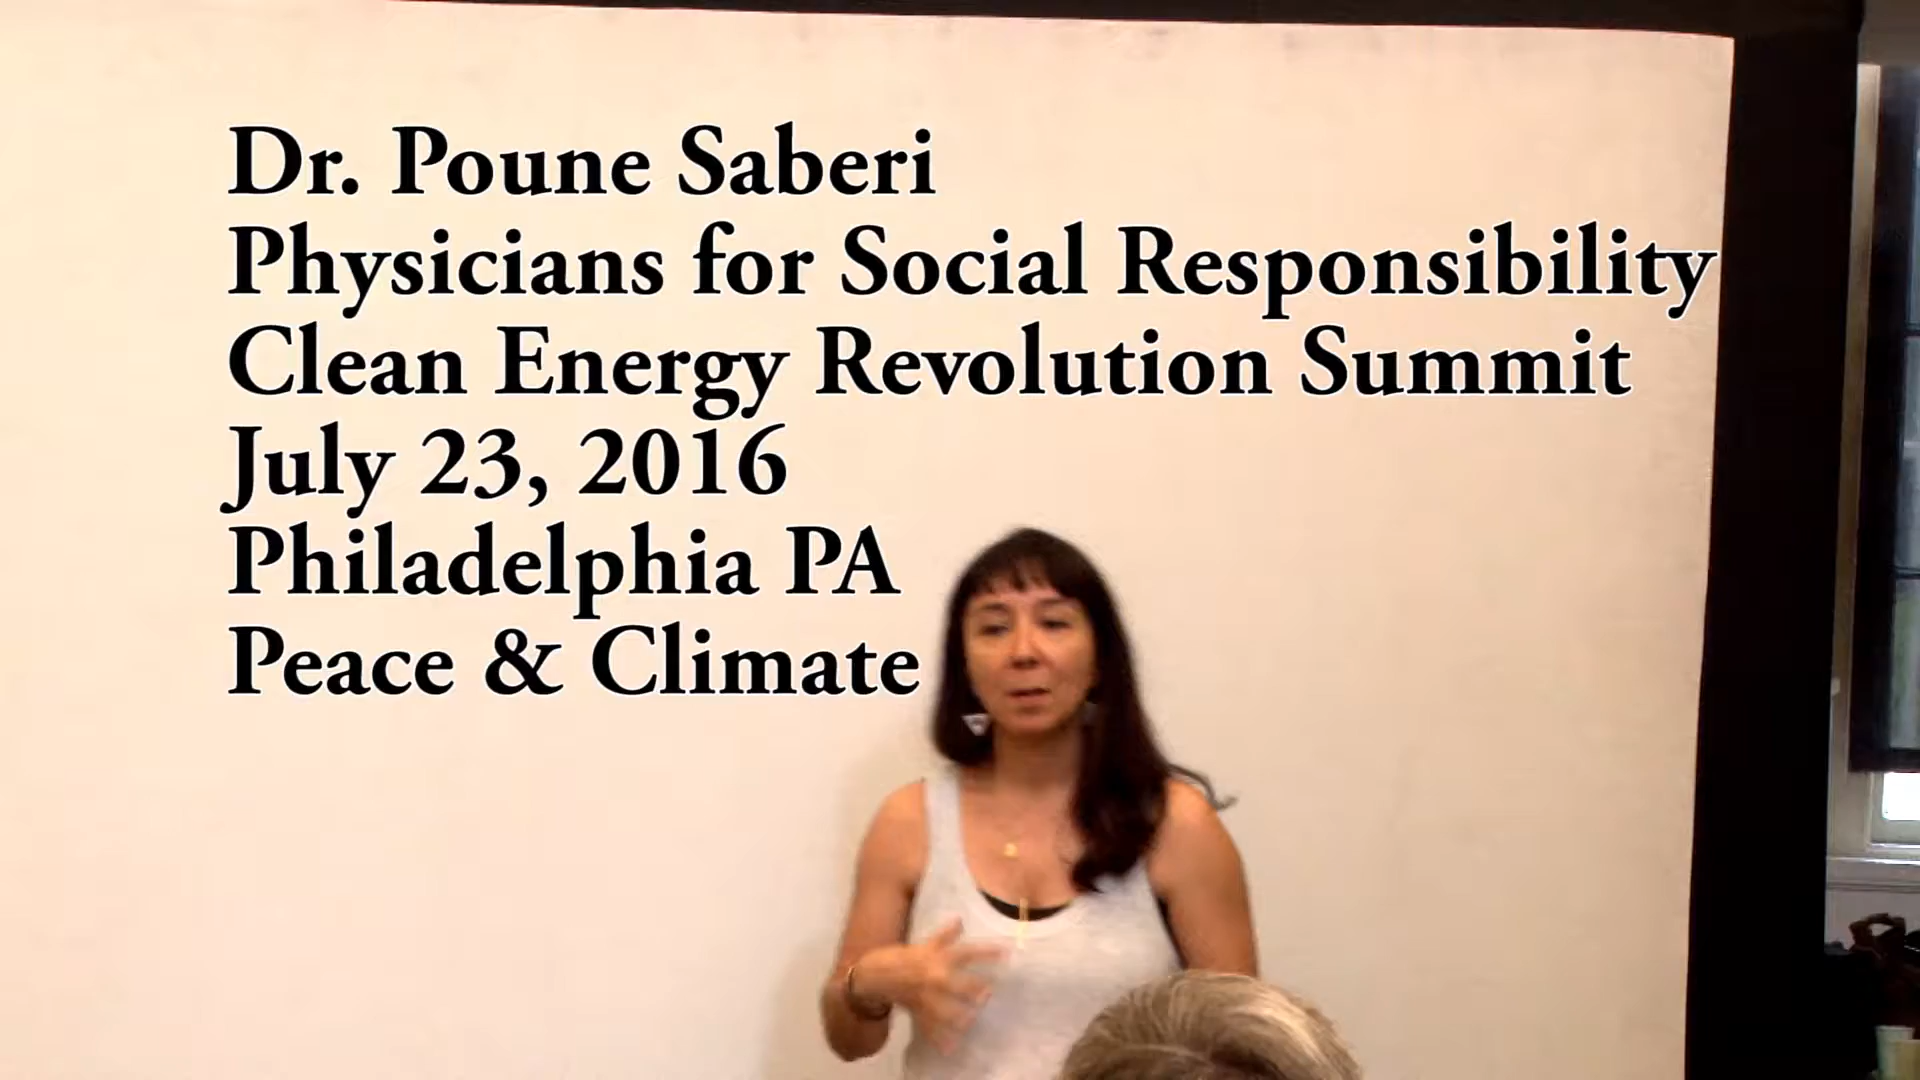 Dr. Poune Saberi
Physicians for Social Responsibility
Clean Energy Revolution Summit
July 23, 2016
Philadelphia PA
Peace & Climate